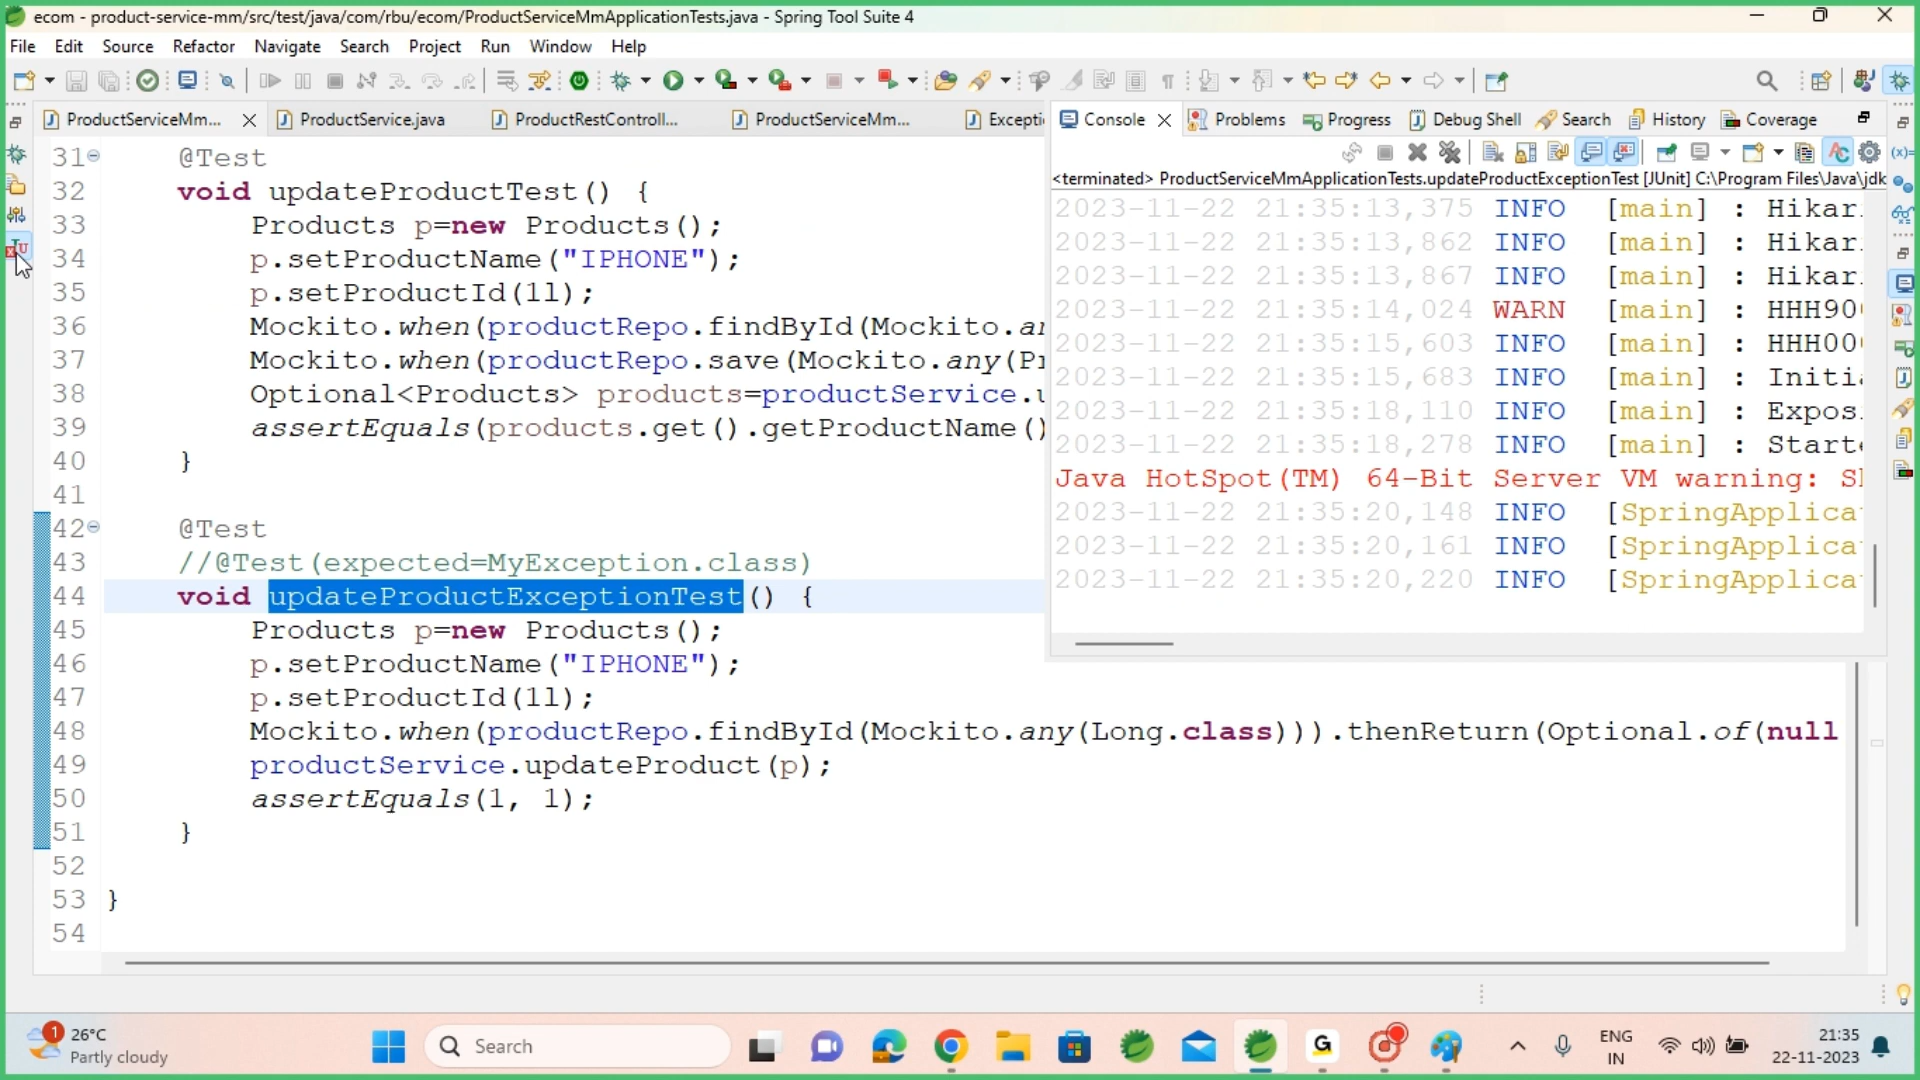 ecom - product-service-mm/src/test/java/com/rbu/ecom/ProductServiceMmApplicationTests.java - Spring Tool Suite 4
File Edit Source Refactor Navigate Search Project Run Window Help
ProductServiceMm... ProductService.java ProductRestControll... ProductServiceMm... Excepti
31 @Test
32 void updateProductTest() {
33 Products p=new Products();
34 p.setProductName("IPHONE");
35 p.setProductId(1l);
36 Mockito.when(productRepo.findById(Mockito.an
37 Mockito.when(productRepo.save(Mockito.any(Pr
38 Optional<Products> products=productService.u
39 assertEquals(products.get().getProductName()
40 }
41
42 @Test
43 //@Test(expected=MyException.class)
44 void updateProductExceptionTest() {
45 Products p=new Products();
46 p.setProductName("IPHONE");
47 p.setProductId(1l);
48 Mockito.when(productRepo.findById(Mockito.any(Long.class))).thenReturn(Optional.of(null
49 productService.updateProduct(p);
50 assertEquals(1, 1);
51 }
52
53 }
54
Console Problems Progress Debug Shell Search History Coverage
<terminated> ProductServiceMmApplicationTests.updateProductExceptionTest [JUnit] C:\Program Files\Java\jdk
2023-11-22 21:35:13,375 INFO [main] : Hikar
2023-11-22 21:35:13,862 INFO [main] : Hikar
2023-11-22 21:35:13,867 INFO [main] : Hikar
2023-11-22 21:35:14,024 WARN [main] : HHH90
2023-11-22 21:35:15,603 INFO [main] : HHH00
2023-11-22 21:35:15,683 INFO [main] : Initi
2023-11-22 21:35:18,110 INFO [main] : Expos
2023-11-22 21:35:18,278 INFO [main] : Start
Java HotSpot(TM) 64-Bit Server VM warning: S
2023-11-22 21:35:20,148 INFO [SpringApplica
2023-11-22 21:35:20,161 INFO [SpringApplica
2023-11-22 21:35:20,220 INFO [SpringApplica
1
26°C
Partly cloudy
Search
ENG
IN
21:35
22-11-2023